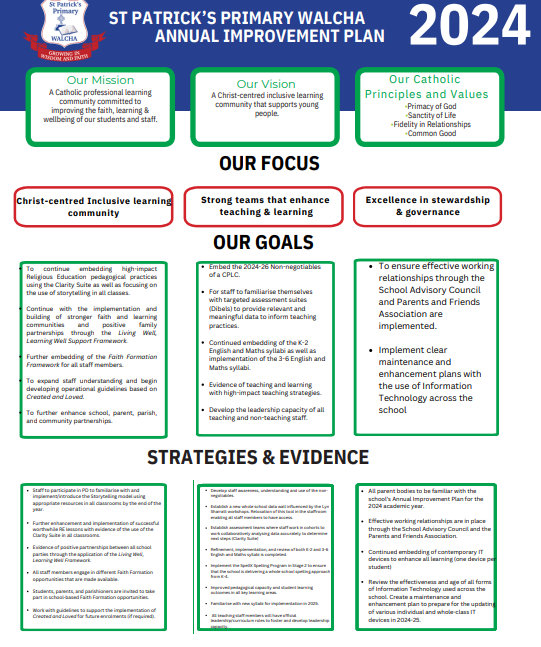 St Patrick's
Primary
WALCHA
GROWING IN
WISDOM AND FAITH
ST PATRICK'S PRIMARY WALCHA
ANNUAL IMPROVEMENT PLAN
2024
Our Mission
A Catholic professional learning
community committed to
improving the faith, learning &
wellbeing of our students and staff.
Our Vision
A Christ-centred inclusive learning
community that supports young
people.
Our Catholic
Principles and Values
-Primacy of God
-Sanctity of Life
-Fidelity in Relationships
-Common Good
OUR FOCUS
Christ-centred Inclusive learning
community
Strong teams that enhance
teaching & learning
Excellence in stewardship
& governance
OUR GOALS
• To continue embedding high-impact
Religious Education pedagogical practices
using the Clarity Suite as well as focusing on
the use of storytelling in all classes.
• Continue with the implementation and
building of stronger faith and learning
communities and positive family
partnerships through the Living Well,
Learning Well Support Framework.
• Further embedding of the Faith Formation
Framework for all staff members.
• To expand staff understanding and begin
developing operational guidelines based on
Created and Loved.
• To further enhance school, parent, parish,
and community partnerships.
• Embed the 2024-26 Non-negotiables
of a CPLC.
• For staff to familiarise themselves
with targeted assessment suites
(Dibels) to provide relevant and
meaningful data to inform teaching
practices.
• Continued embedding of the K-2
English and Maths syllabi as well as
implementation of the 3-6 English and
Maths syllabi.
• Evidence of teaching and learning
with high-impact teaching strategies.
• Develop the leadership capacity of all
teaching and non-teaching staff.
• To ensure effective working
relationships through the
School Advisory Council
and Parents and Friends
Association are
implemented.
• Implement clear
maintenance and
enhancement plans with
the use of Information
Technology across the
school
STRATEGIES & EVIDENCE
• Staff to participate in PD to familiarise with and
implement/introduce the Storytelling model using
appropriate resources in all classrooms by the end of the
year.
• Further enhancement and implementation of successful
worthwhile RE lessons with evidence of the use of the
Clarity Suite in all classrooms.
• Evidence of positive partnerships between all school
parties through the application of the Living Well,
Learning Well Framework.
• All staff members engage in different Faith Formation
opportunities that are made available.
• Students, parents, and parishioners are invited to take
part in school-based Faith Formation opportunities.
• Work with guidelines to support the implementation of
Created and Loved for future enrolments (if required).
• Develop staff awareness, understanding and use of the non-
negotiables.
• Establish a new whole school data wall influenced by the Lyn
Sharratt workshops. Relocation of this tool in the staffroom
enabling all staff members to have access.
• Establish assessment teams where staff work in cohorts to
work collaboratively analysing data accurately to determine
next steps (Clarity Suite)
• Refinement, implementation, and review of both K-2 and 3-6
English and Maths syllabi is completed.
• Implement the SpellX Spelling Program in Stage 2 to ensure
that the school is delivering a whole school spelling approach
from K-6.
• Improved pedagogical capacity and student learning
outcomes in all key learning areas.
• Familiarise with new syllabi for implementation in 2025.
• All teaching staff members will have official
leadership/curriculum roles to foster and develop leadership
capacity.
• All parent bodies to be familiar with the
school's Annual Improvement Plan for the
2024 academic year.
• Effective working relationships are in place
through the School Advisory Council and the
Parents and Friends Association.
• Continued embedding of contemporary IT
devices to enhance all learning (one device per
student)
• Review the effectiveness and age of all forms
of Information Technology used across the
school. Create a maintenance and
enhancement plan to prepare for the updating
of various individual and whole-class IT
devices in 2024-25.